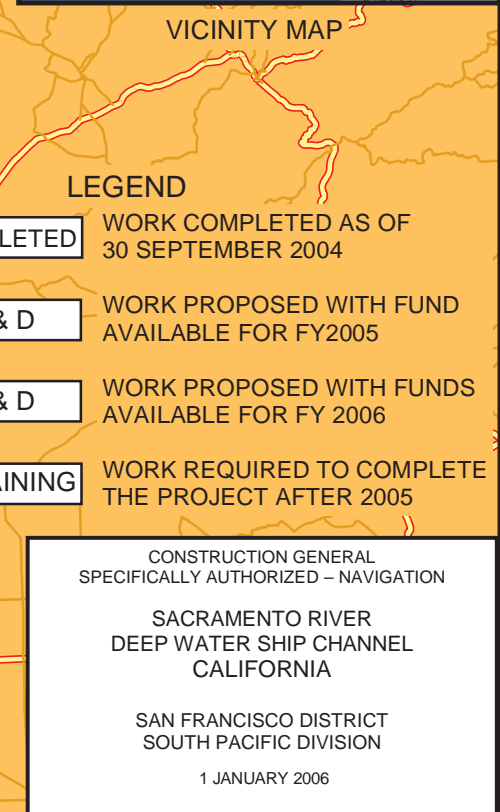 VICINITY MAP
LEGEND
LETED WORK COMPLETED AS OF
30 SEPTEMBER 2004
& D WORK PROPOSED WITH FUND
AVAILABLE FOR FY2005
& D WORK PROPOSED WITH FUNDS
AVAILABLE FOR FY 2006
AINING WORK REQUIRED TO COMPLETE
THE PROJECT AFTER 2005
CONSTRUCTION GENERAL
SPECIFICALLY AUTHORIZED – NAVIGATION
SACRAMENTO RIVER
DEEP WATER SHIP CHANNEL
CALIFORNIA
SAN FRANCISCO DISTRICT
SOUTH PACIFIC DIVISION
1 JANUARY 2006